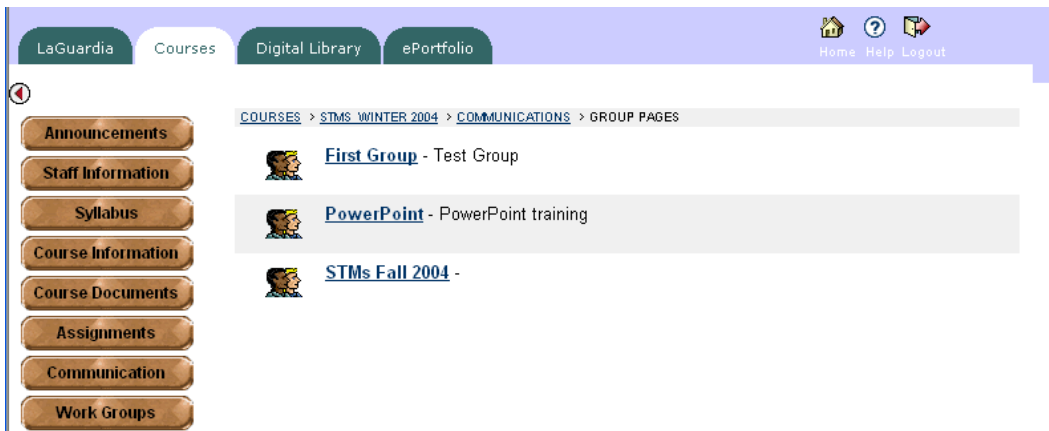 LaGuardia Courses Digital Library ePortfolio
Home Help Logout
COURSES > STMS WINTER 2004 > COMMUNICATIONS > GROUP PAGES
Announcements
Staff Information
Syllabus
Course Information
Course Documents
Assignments
Communication
Work Groups
First Group - Test Group
PowerPoint - PowerPoint training
STMs Fall 2004 -